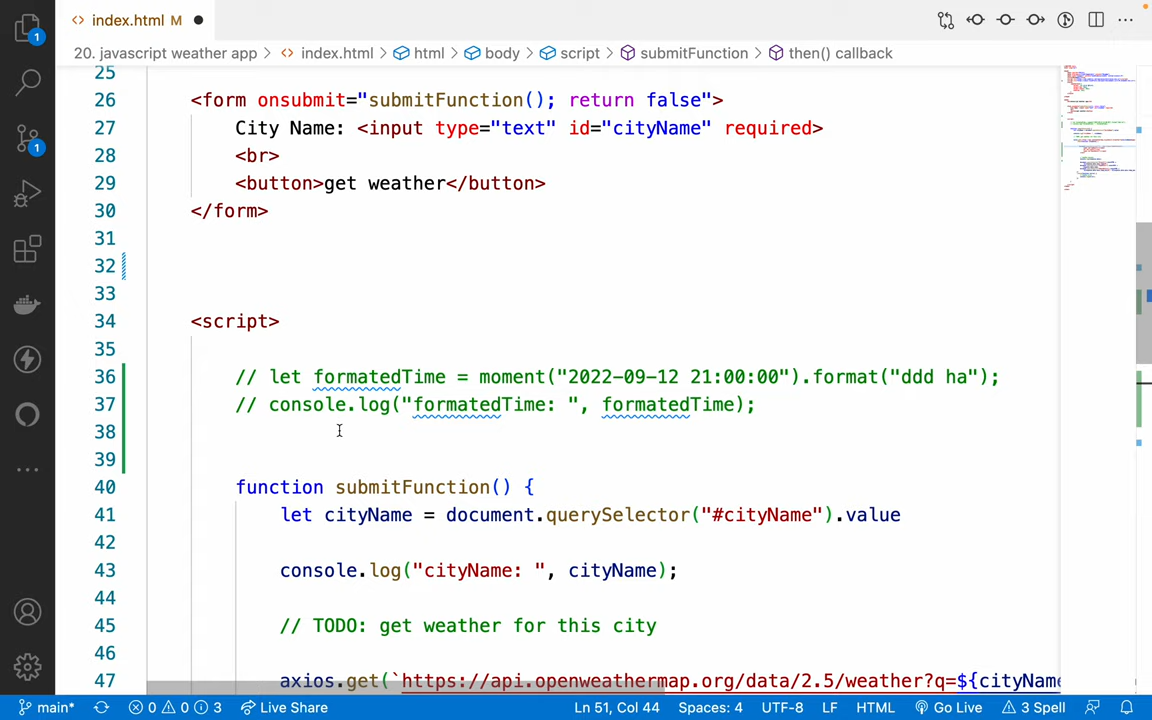 index.html M
20. javascript weather app > index.html > html > body > script > submitFunction > then() callback
25
26 <form onsubmit="submitFunction(); return false">
27 City Name: <input type="text" id="cityName" required>
28 <br>
29 <button>get weather</button>
30 </form>
31
32
33
34 <script>
35
36 // let formatedTime = moment("2022-09-12 21:00:00").format("ddd ha");
37 // console.log("formatedTime: ", formatedTime);
38
39
40 function submitFunction() {
41 let cityName = document.querySelector("#cityName").value
42
43 console.log("cityName: ", cityName);
44
45 // TODO: get weather for this city
46
47 axios.get(`https://api.openweathermap.org/data/2.5/weather?q=${cityName
1
1
main* 0 0 3 Live Share Ln 51, Col 44 Spaces: 4 UTF-8 LF HTML Go Live 3 Spell